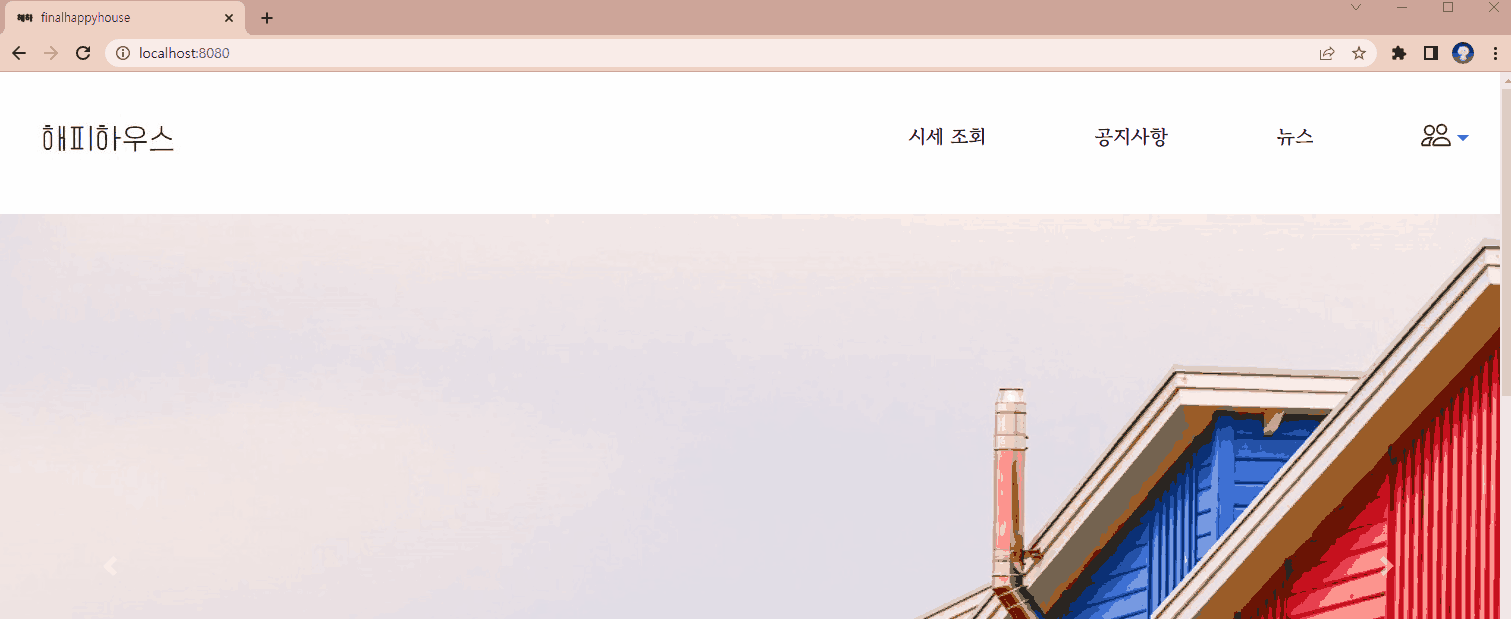 finalhappyhouse
localhost:8080
해피하우스
시세 조회
공지사항
뉴스